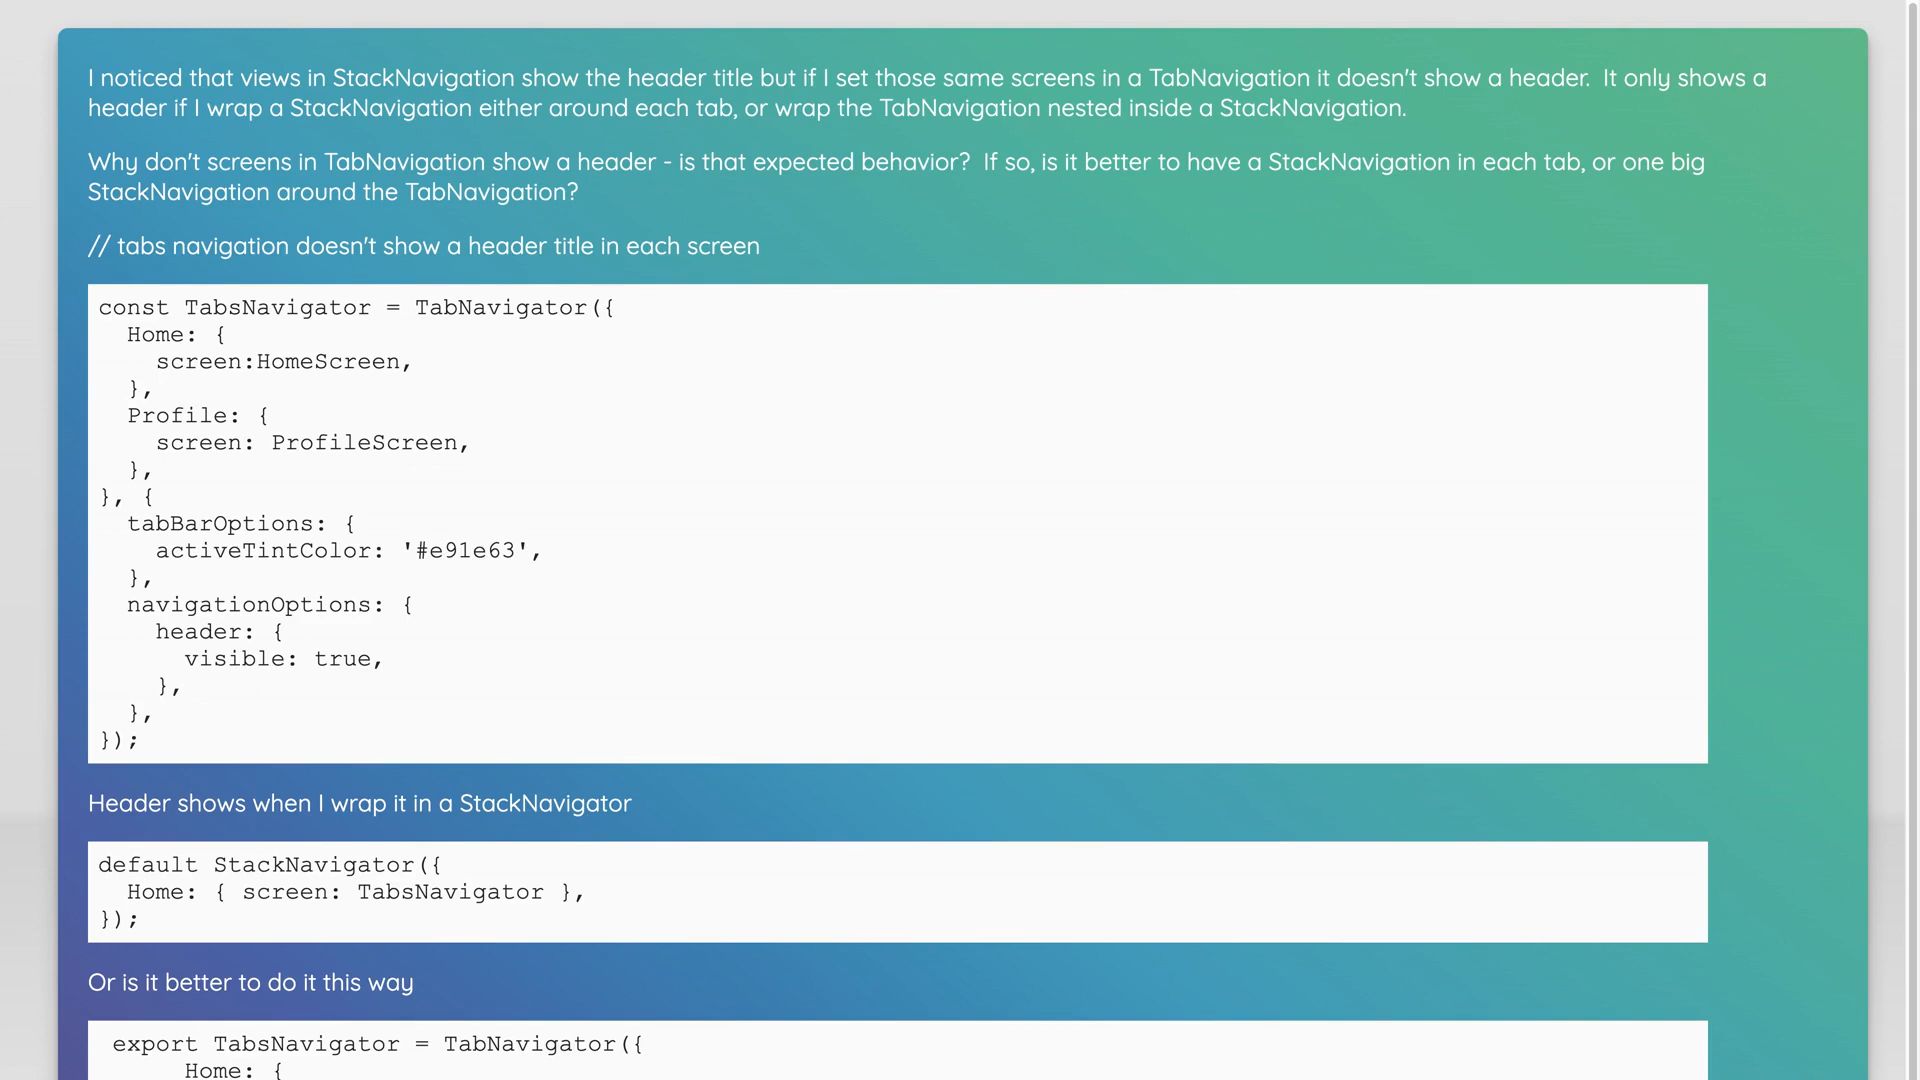 I noticed that views in StackNavigation show the header title but if I set those same screens in a TabNavigation it doesn't show a header.  It only shows a
header if I wrap a StackNavigation either around each tab, or wrap the TabNavigation nested inside a StackNavigation.
Why don't screens in TabNavigation show a header - is that expected behavior?  If so, is it better to have a StackNavigation in each tab, or one big
StackNavigation around the TabNavigation?
// tabs navigation doesn't show a header title in each screen
const TabsNavigator = TabNavigator({
  Home: {
    screen:HomeScreen,
  },
  Profile: {
    screen: ProfileScreen,
  },
}, {
  tabBarOptions: {
    activeTintColor: '#e91e63',
  },
  navigationOptions: {
    header: {
      visible: true,
    },
  },
});
Header shows when I wrap it in a StackNavigator
default StackNavigator({
  Home: { screen: TabsNavigator },
});
Or is it better to do it this way
 export TabsNavigator = TabNavigator({
      Home: {